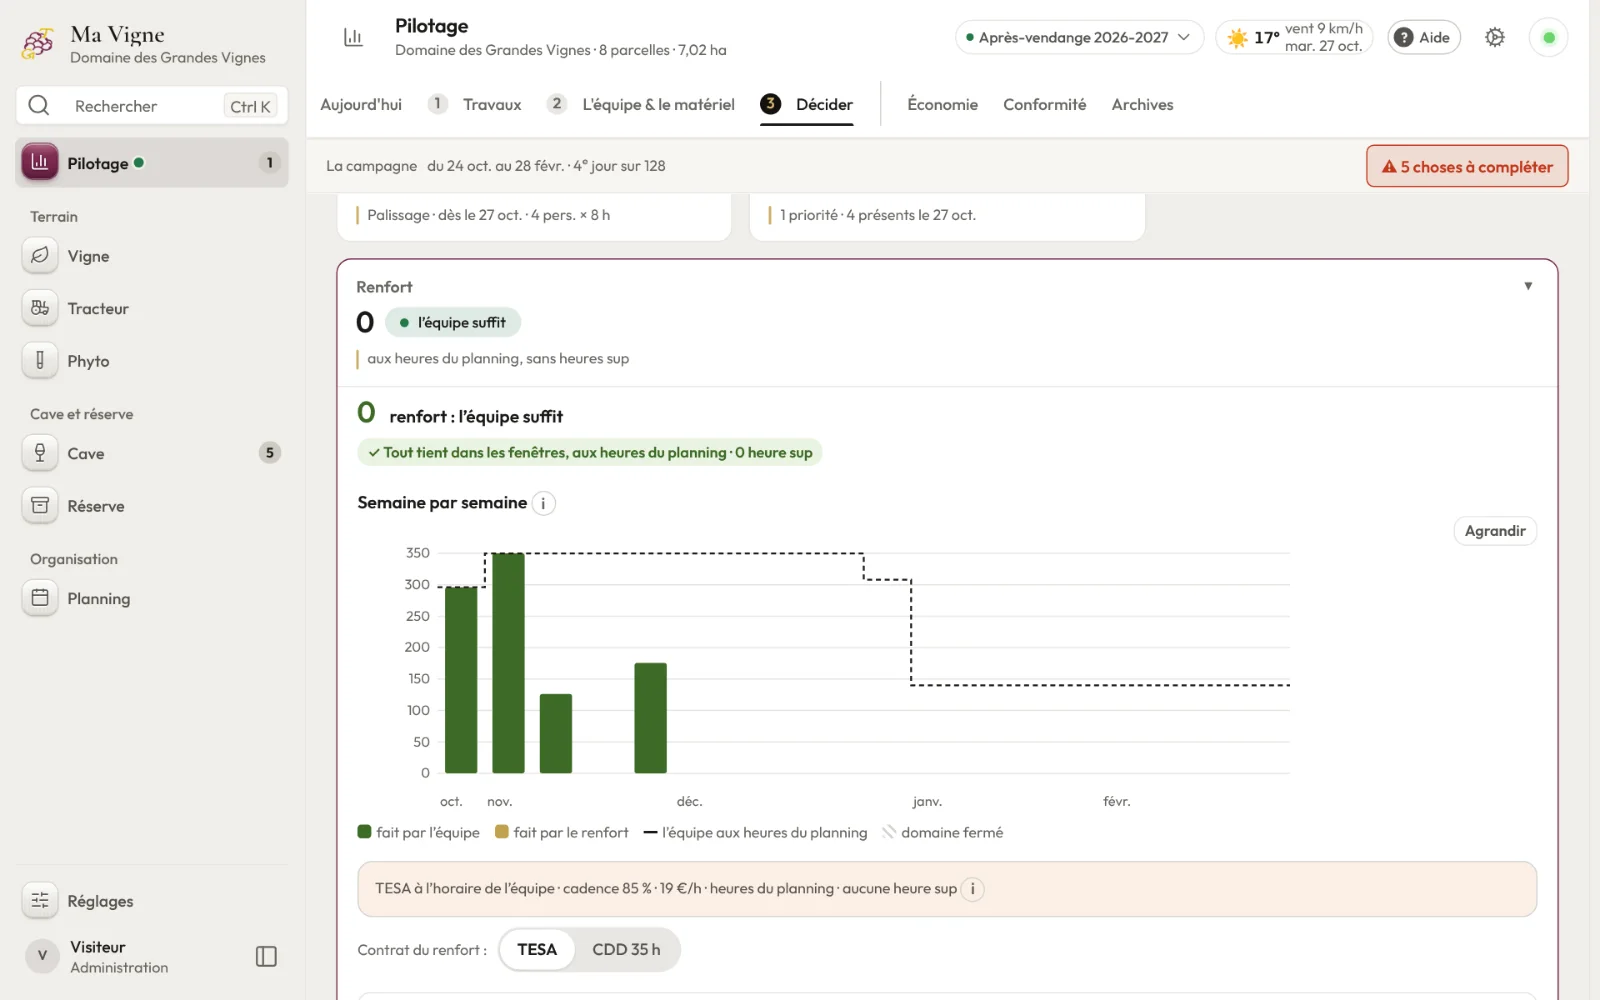 Ma Vigne
Domaine des Grandes Vignes
Rechercher
Ctrl K
Pilotage
1
Terrain
Vigne
Tracteur
Phyto
Cave et réserve
Cave
5
Réserve
Organisation
Planning
Réglages
V
Visiteur
Administration
Pilotage
Domaine des Grandes Vignes · 8 parcelles · 7,02 ha
Après-vendange 2026-2027
17°
vent 9 km/h
mar. 27 oct.
? Aide
Aujourd'hui
1 Travaux
2 L'équipe & le matériel
3 Décider
Économie
Conformité
Archives
La campagne du 24 oct. au 28 févr. · 4e jour sur 128
5 choses à compléter
Palissage · dès le 27 oct. · 4 pers. × 8 h
1 priorité · 4 présents le 27 oct.
Renfort
0 l'équipe suffit
aux heures du planning, sans heures sup
0 renfort : l'équipe suffit
✓ Tout tient dans les fenêtres, aux heures du planning · 0 heure sup
Semaine par semaine i
Agrandir
350
300
250
200
150
100
50
0
oct. nov. déc. janv. févr.
fait par l'équipe fait par le renfort l'équipe aux heures du planning domaine fermé
TESA à l'horaire de l'équipe · cadence 85 % · 19 €/h · heures du planning · aucune heure sup i
Contrat du renfort : TESA CDD 35 h